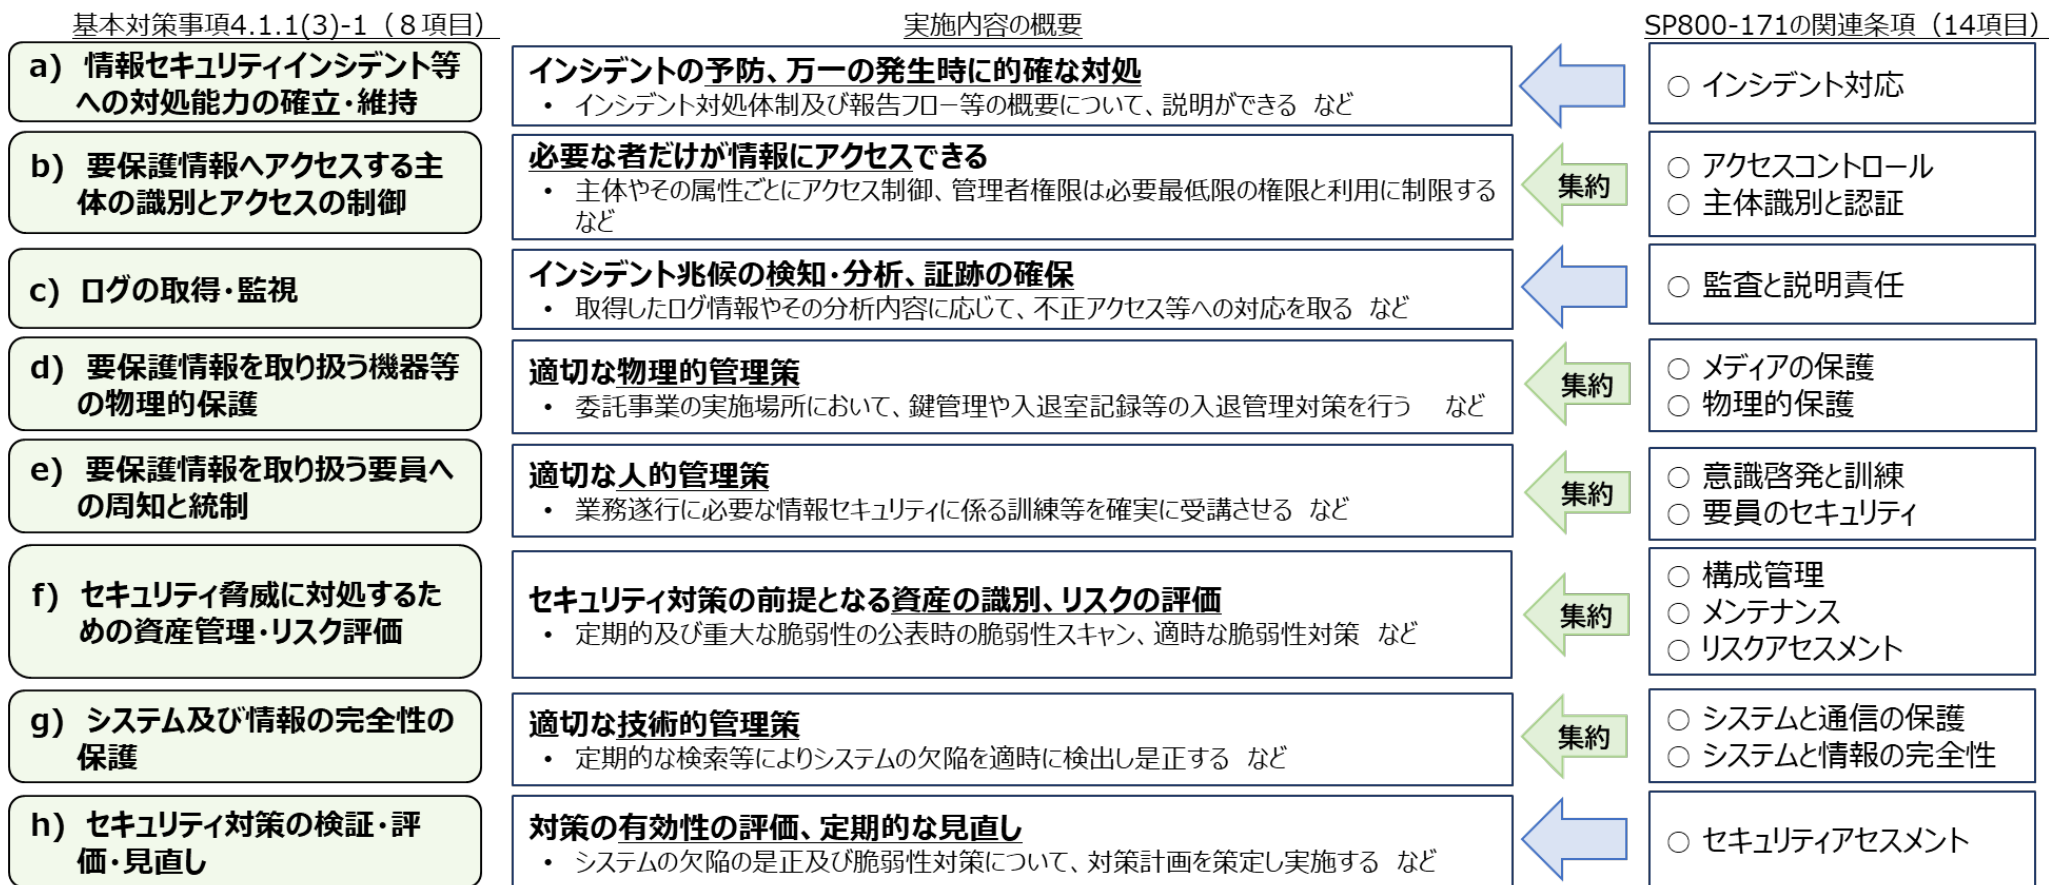 基本対策事項4.1.1(3)-1（８項目）
実施内容の概要
SP800-171の関連条項（14項目）
a) 情報セキュリティインシデント等
への対処能力の確立・維持
インシデントの予防、万一の発生時に的確な対処
• インシデント対処体制及び報告フロー等の概要について、説明ができる など
○ インシデント対応
b) 要保護情報へアクセスする主
体の識別とアクセスの制御
必要な者だけが情報にアクセスできる
• 主体やその属性ごとにアクセス制御、管理者権限は必要最低限の権限と利用に制限する
など
集約
○ アクセスコントロール
○ 主体識別と認証
c) ログの取得・監視
インシデント兆候の検知・分析、証跡の確保
• 取得したログ情報やその分析内容に応じて、不正アクセス等への対応を取る など
○ 監査と説明責任
d) 要保護情報を取り扱う機器等
の物理的保護
適切な物理的管理策
• 委託事業の実施場所において、鍵管理や入退室記録等の入退管理対策を行う など
集約
○ メディアの保護
○ 物理的保護
e) 要保護情報を取り扱う要員へ
の周知と統制
適切な人的管理策
• 業務遂行に必要な情報セキュリティに係る訓練等を確実に受講させる など
集約
○ 意識啓発と訓練
○ 要員のセキュリティ
f) セキュリティ脅威に対処するた
めの資産管理・リスク評価
セキュリティ対策の前提となる資産の識別、リスクの評価
• 定期的及び重大な脆弱性の公表時の脆弱性スキャン、適時な脆弱性対策 など
集約
○ 構成管理
○ メンテナンス
○ リスクアセスメント
g) システム及び情報の完全性の
保護
適切な技術的管理策
• 定期的な検索等によりシステムの欠陥を適時に検出し是正する など
集約
○ システムと通信の保護
○ システムと情報の完全性
h) セキュリティ対策の検証・評
価・見直し
対策の有効性の評価、定期的な見直し
• システムの欠陥の是正及び脆弱性対策について、対策計画を策定し実施する など
○ セキュリティアセスメント